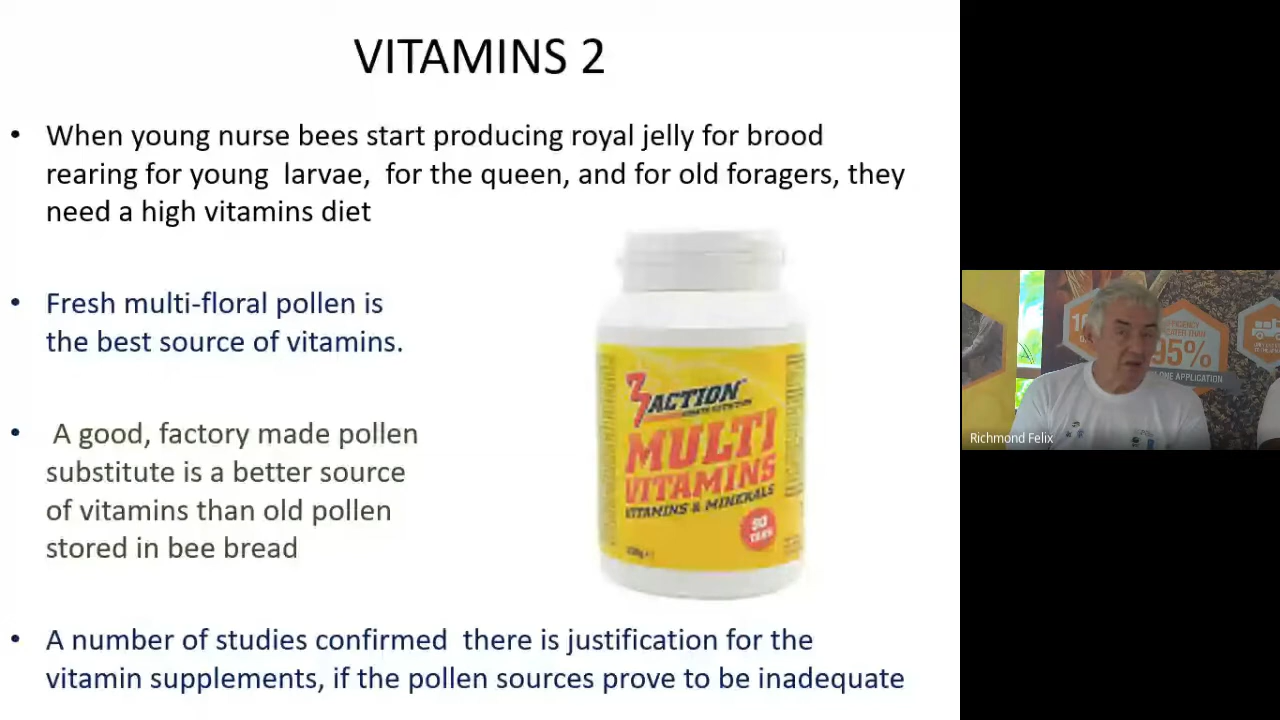 VITAMINS 2
• When young nurse bees start producing royal jelly for brood
rearing for young larvae, for the queen, and for old foragers, they
need a high vitamins diet
• Fresh multi-floral pollen is
the best source of vitamins.
• A good, factory made pollen
substitute is a better source
of vitamins than old pollen
stored in bee bread
• A number of studies confirmed there is justification for the
vitamin supplements, if the pollen sources prove to be inadequate
3ACTION
MULTI
VITAMINS
VITAMINS & MINERALS
90
95%
APPLICATION
Richmond Felix